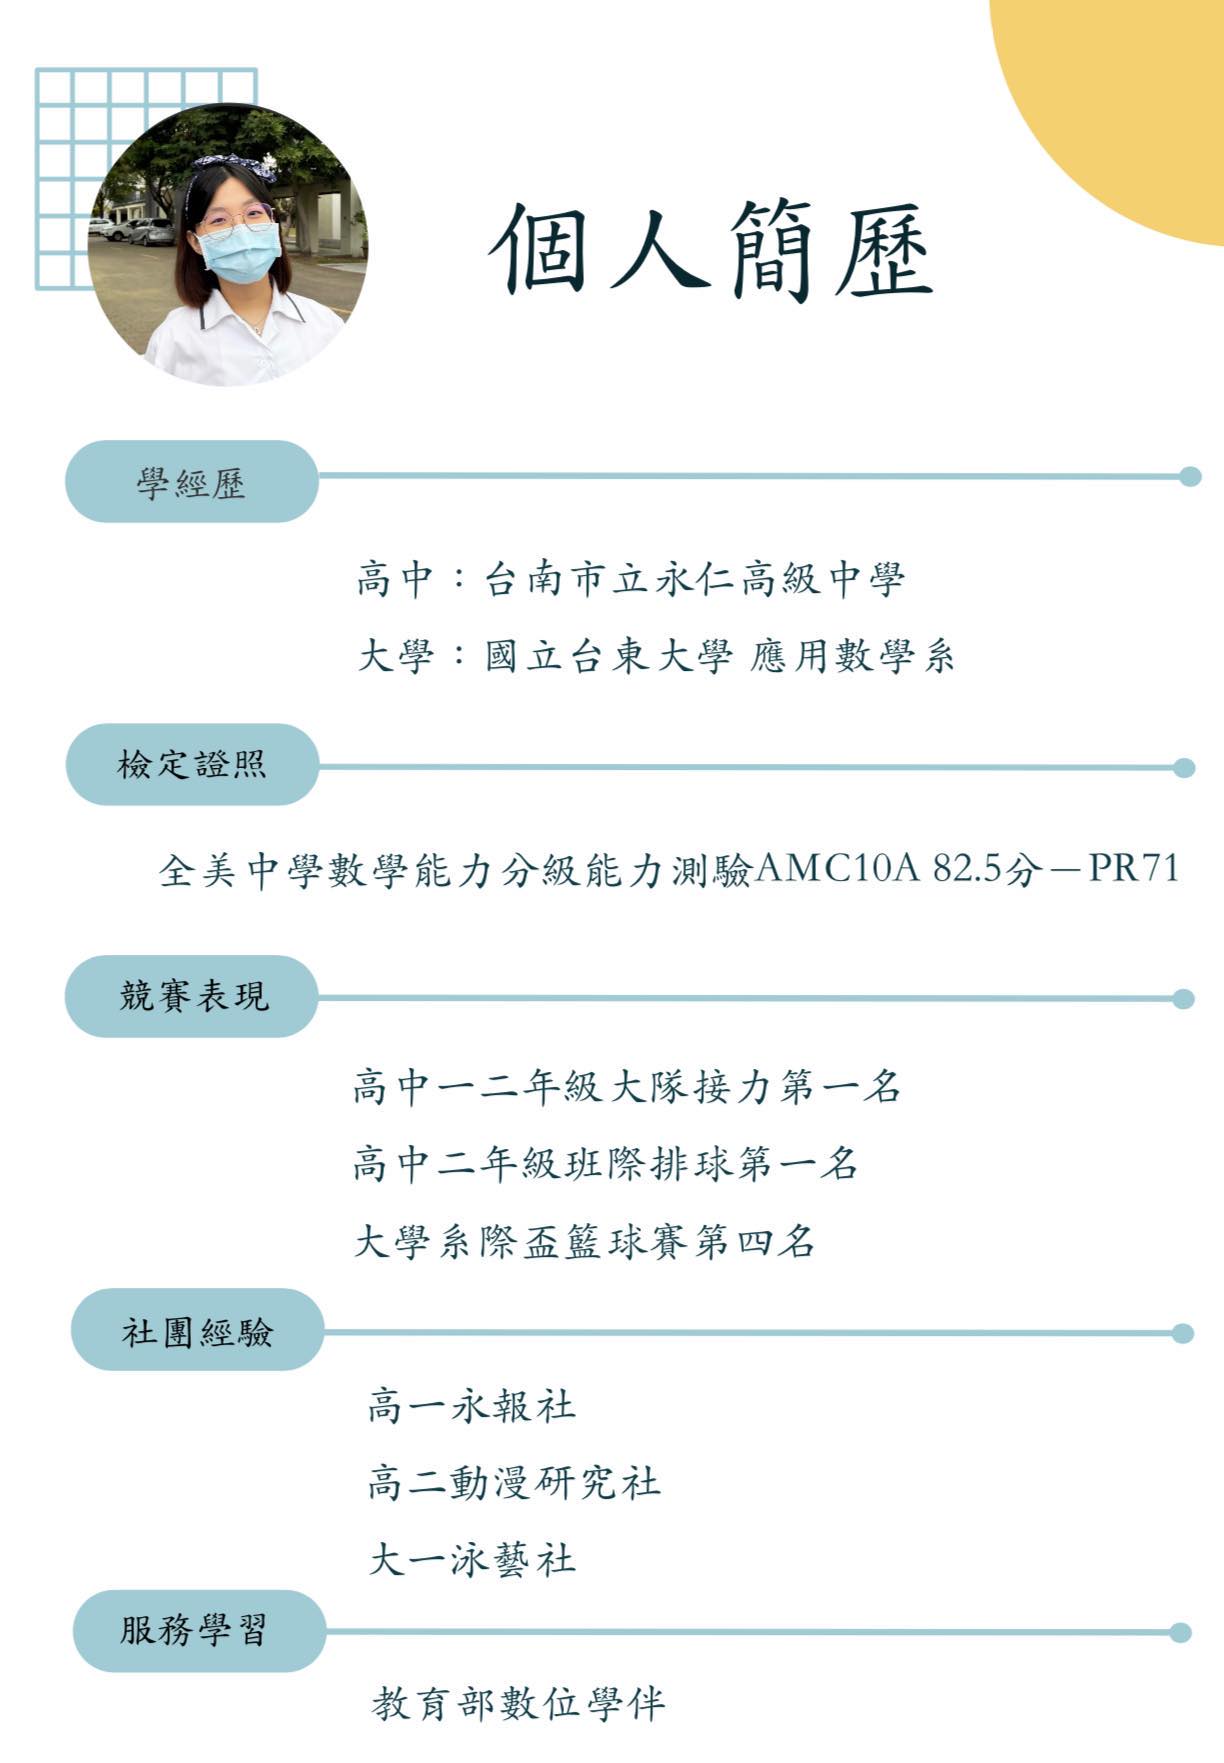 個人簡歷
學經歷
高中：台南市立永仁高級中學
大學：國立台東大學 應用數學系
檢定證照
全美中學數學能力分級能力測驗AMC10A 82.5分－PR71
競賽表現
高中一二年級大隊接力第一名
高中二年級班際排球第一名
大學系際盃籃球賽第四名
社團經驗
高一永報社
高二動漫研究社
大一泳藝社
服務學習
教育部數位學伴